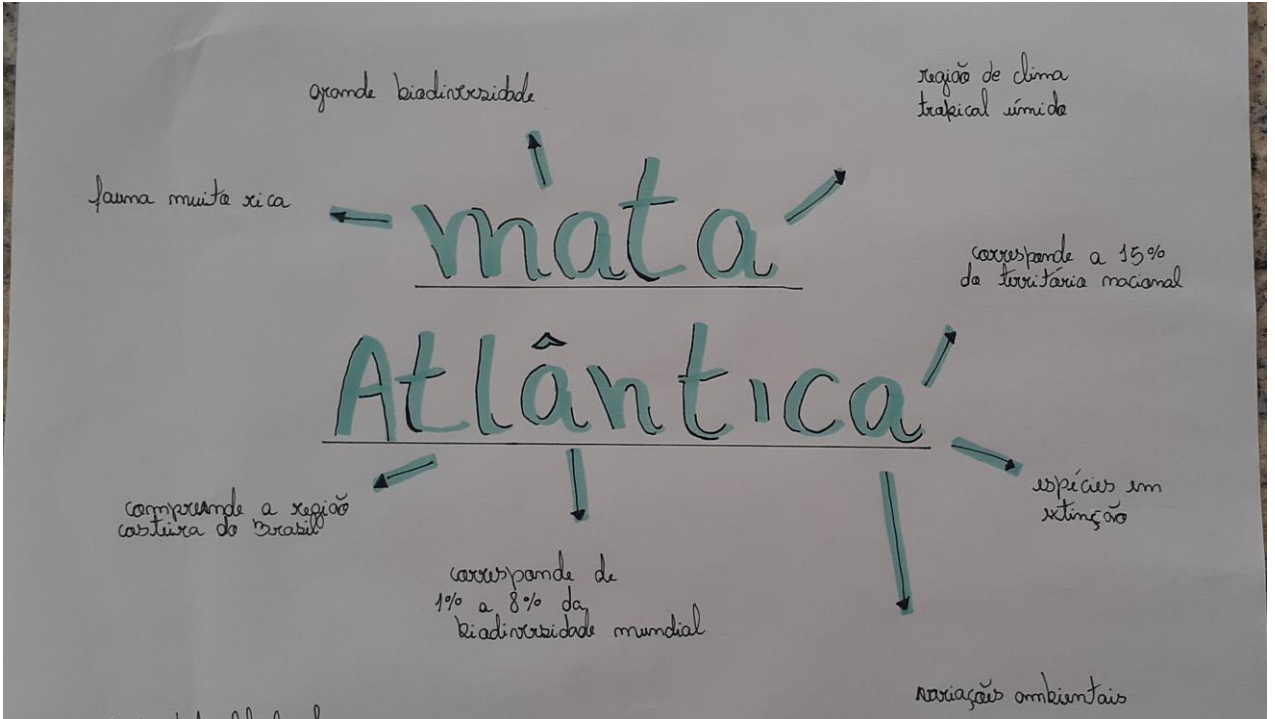 grande biodiversidade
região de clima
tropical úmido
fauma muito rica
mata
corresponde a 15%
do território nacional
Atlântica
compreende a região
costeira do Brasil
espécies em
extinção
corresponde de
1% a 8% da
biodiversidade mundial
variações ambientais